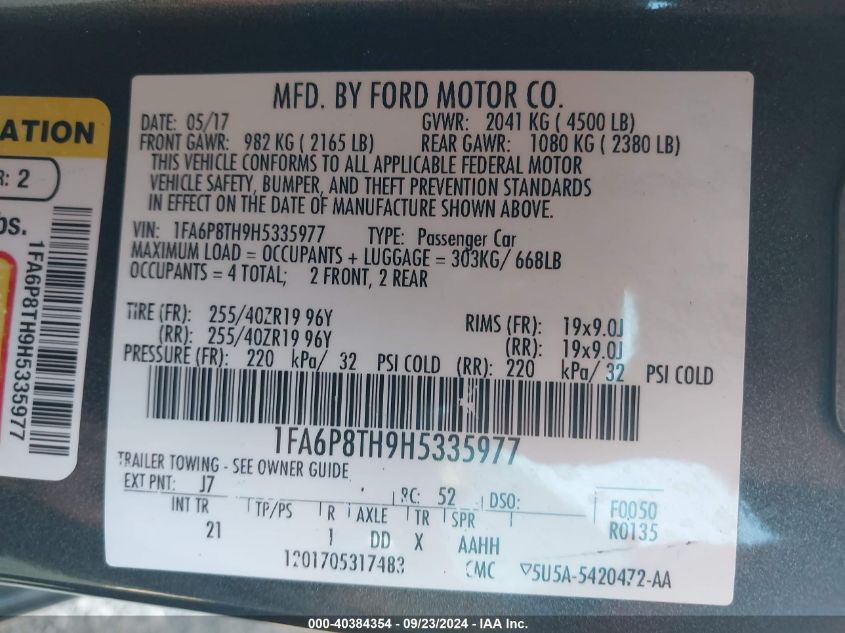 ATION
R: 2
bs.
1FA6P8TH9H5335977
MFD. BY FORD MOTOR CO.
DATE: 05/17 GVWR: 2041 KG ( 4500 LB)
FRONT GAWR: 982 KG ( 2165 LB) REAR GAWR: 1080 KG ( 2380 LB)
THIS VEHICLE CONFORMS TO ALL APPLICABLE FEDERAL MOTOR
VEHICLE SAFETY, BUMPER, AND THEFT PREVENTION STANDARDS
IN EFFECT ON THE DATE OF MANUFACTURE SHOWN ABOVE.
VIN: 1FA6P8TH9H5335977 TYPE: Passenger Car
MAXIMUM LOAD = OCCUPANTS + LUGGAGE = 303KG/ 668LB
OCCUPANTS = 4 TOTAL; 2 FRONT, 2 REAR
TIRE (FR): 255/40ZR19 96Y RIMS (FR): 19x9.0J
(RR): 255/40ZR19 96Y (RR): 19x9.0J
PRESSURE (FR): 220 kPa/ 32 PSI COLD (RR): 220 kPa/ 32 PSI COLD
1FA6P8TH9H5335977
TRAILER TOWING - SEE OWNER GUIDE
EXT PNT: J7 RC: 52 DSO: F0050
INT TR TP/PS R AXLE TR SPR R0135
21 1 DD X AAHH
1201705317483 CMC ▽5U5A-5420472-AA
000-40384354 - 09/23/2024 - IAA Inc.